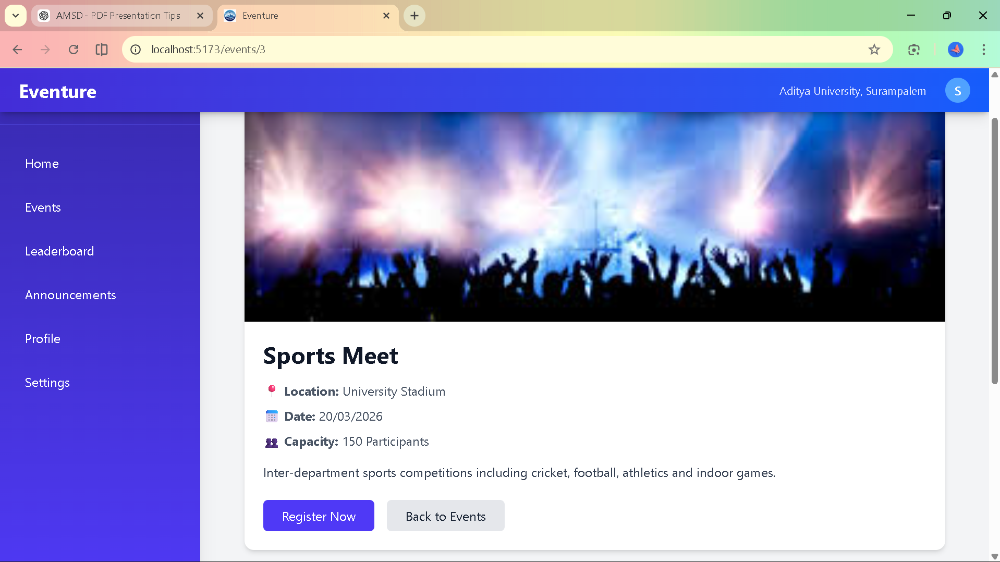 AMSD - PDF Presentation Tips
Eventure
localhost:5173/events/3
Eventure
Aditya University, Surampalem
S
Home
Events
Leaderboard
Announcements
Profile
Settings
Sports Meet
Location: University Stadium
Date: 20/03/2026
Capacity: 150 Participants
Inter-department sports competitions including cricket, football, athletics and indoor games.
Register Now
Back to Events